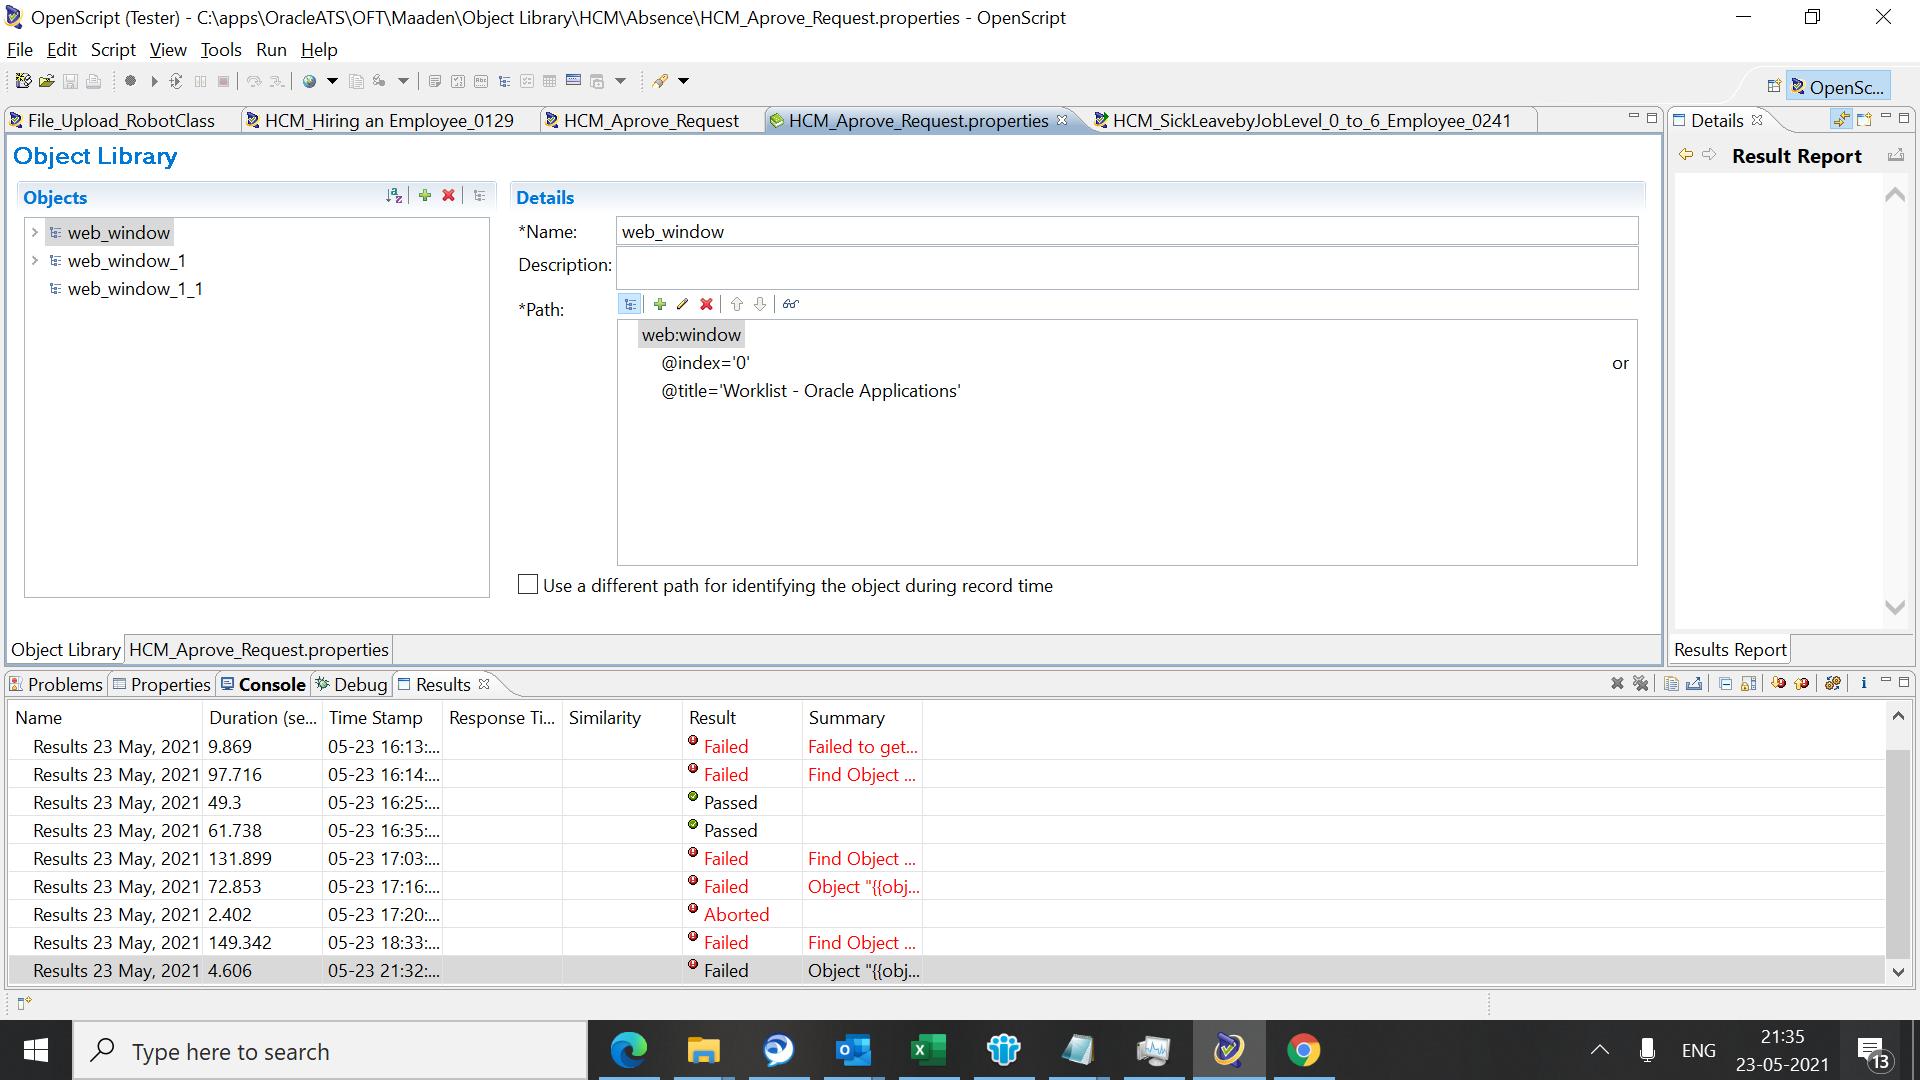 OpenScript (Tester) - C:\apps\OracleATS\OFT\Maaden\Object Library\HCM\Absence\HCM_Aprove_Request.properties - OpenScript
File Edit Script View Tools Run Help
OpenSc...
File_Upload_RobotClass HCM_Hiring an Employee_0129 HCM_Aprove_Request HCM_Aprove_Request.properties HCM_SickLeavebyJobLevel_0_to_6_Employee_0241 Details
Object Library
Result Report
Objects
Details
web_window
web_window_1
web_window_1_1
*Name: web_window
Description:
*Path:
web:window
@index='0' or
@title='Worklist - Oracle Applications'
Use a different path for identifying the object during record time
Object Library HCM_Aprove_Request.properties
Results Report
Problems Properties Console Debug Results
Name Duration (se... Time Stamp Response Ti... Similarity Result Summary
Results 23 May, 2021 9.869 05-23 16:13:... Failed Failed to get...
Results 23 May, 2021 97.716 05-23 16:14:... Failed Find Object ...
Results 23 May, 2021 49.3 05-23 16:25:... Passed
Results 23 May, 2021 61.738 05-23 16:35:... Passed
Results 23 May, 2021 131.899 05-23 17:03:... Failed Find Object ...
Results 23 May, 2021 72.853 05-23 17:16:... Failed Object "{{obj...
Results 23 May, 2021 2.402 05-23 17:20:... Aborted
Results 23 May, 2021 149.342 05-23 18:33:... Failed Find Object ...
Results 23 May, 2021 4.606 05-23 21:32:... Failed Object "{{obj...
Type here to search
ENG
21:35
23-05-2021
13